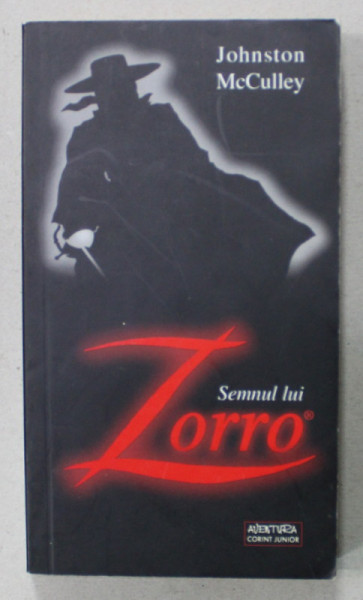 Johnston
McCulley
Semnul lui
Zorro®
AVENTURA
CORINT JUNIOR